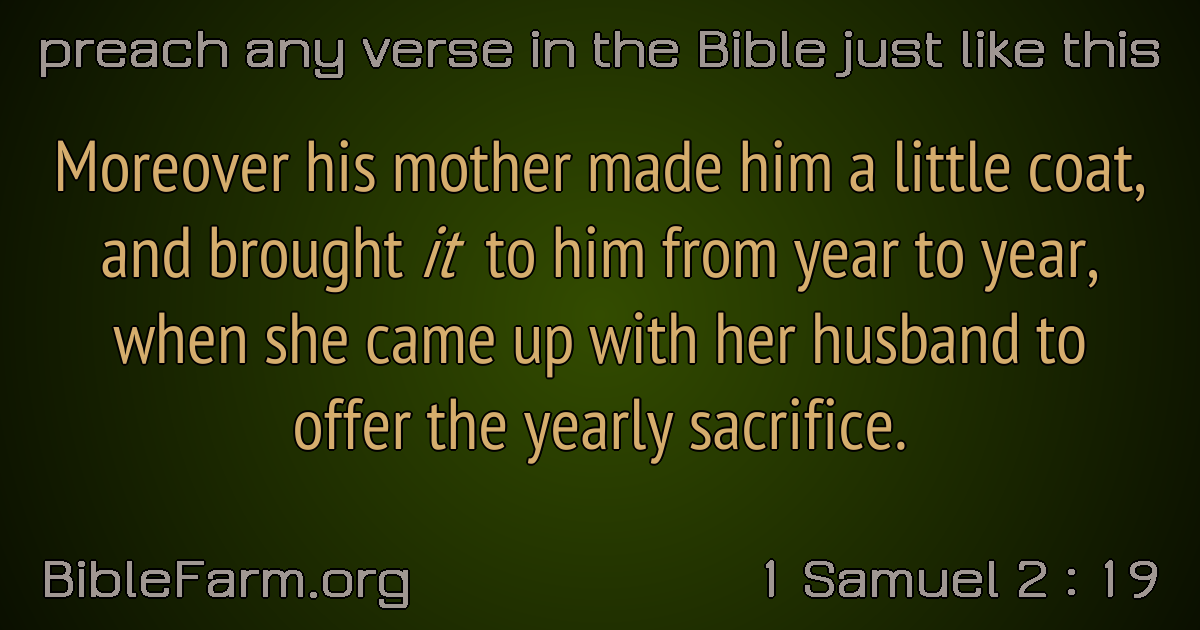 preach any verse in the Bible just like this
Moreover his mother made him a little coat,
and brought it to him from year to year,
when she came up with her husband to
offer the yearly sacrifice.
BibleFarm.org
1 Samuel 2 : 19